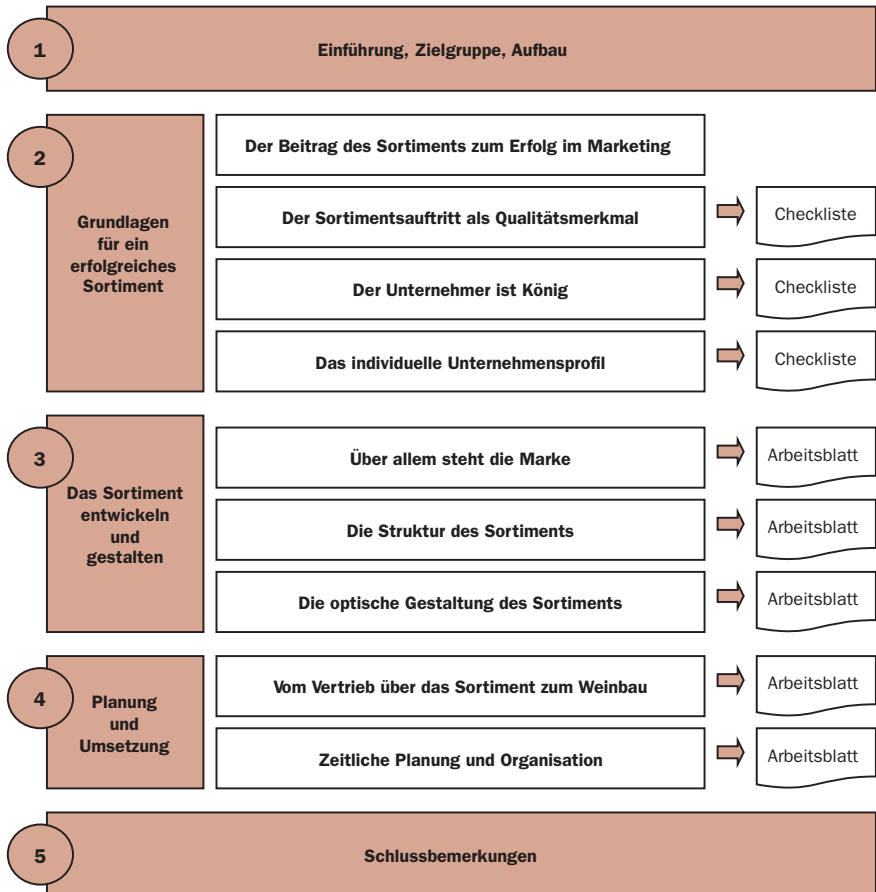 1
Einführung, Zielgruppe, Aufbau
2
Grundlagen
für ein
erfolgreiches
Sortiment
Der Beitrag des Sortiments zum Erfolg im Marketing
Der Sortimentsauftritt als Qualitätsmerkmal
Checkliste
Der Unternehmer ist König
Checkliste
Das individuelle Unternehmensprofil
Checkliste
3
Das Sortiment
entwickeln
und
gestalten
Über allem steht die Marke
Arbeitsblatt
Die Struktur des Sortiments
Arbeitsblatt
Die optische Gestaltung des Sortiments
Arbeitsblatt
4
Planung
und
Umsetzung
Vom Vertrieb über das Sortiment zum Weinbau
Arbeitsblatt
Zeitliche Planung und Organisation
Arbeitsblatt
5
Schlussbemerkungen